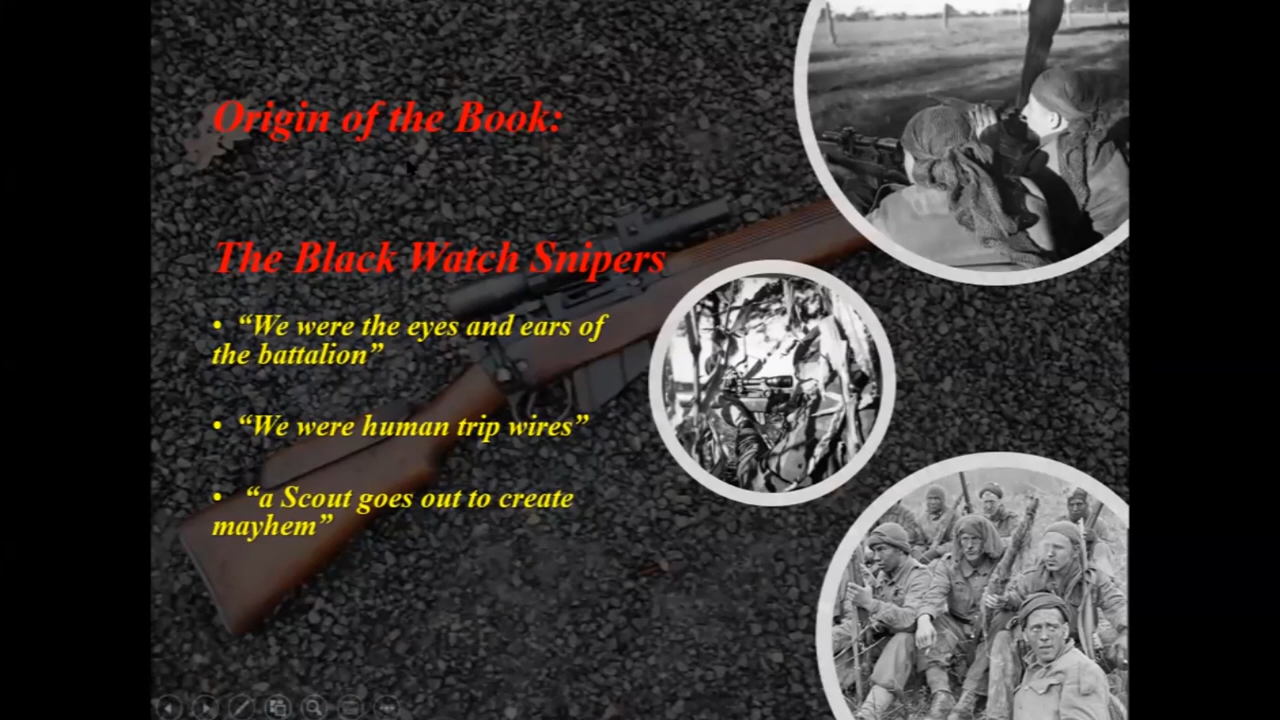 Origin of the Book:
The Black Watch Snipers
• “We were the eyes and ears of
the battalion”
• “We were human trip wires”
• “a Scout goes out to create
mayhem”